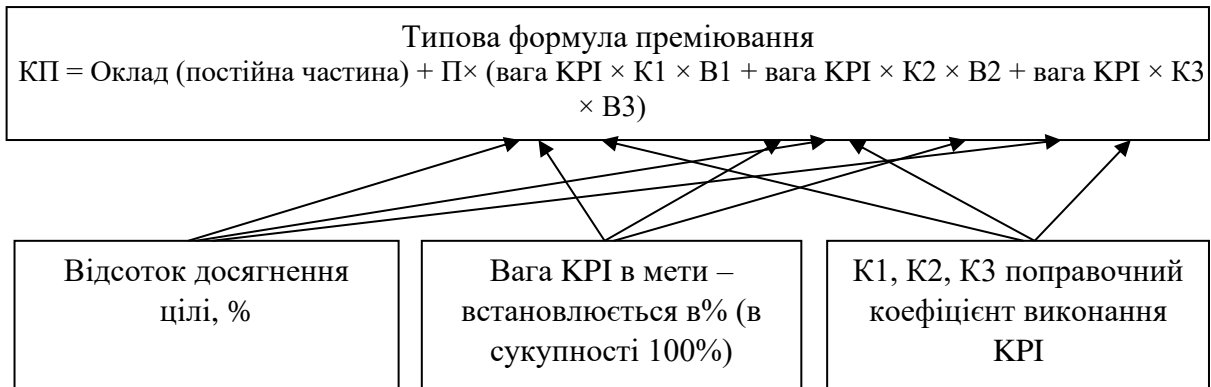 Типова формула преміювання
КП = Оклад (постійна частина) + П× (вага KPI × К1 × В1 + вага KPI × К2 × В2 + вага KPI × К3
× В3)
Відсоток досягнення
цілі, %
Вага KPI в мети –
встановлюється в% (в
сукупності 100%)
К1, К2, К3 поправочний
коефіцієнт виконання
KPI